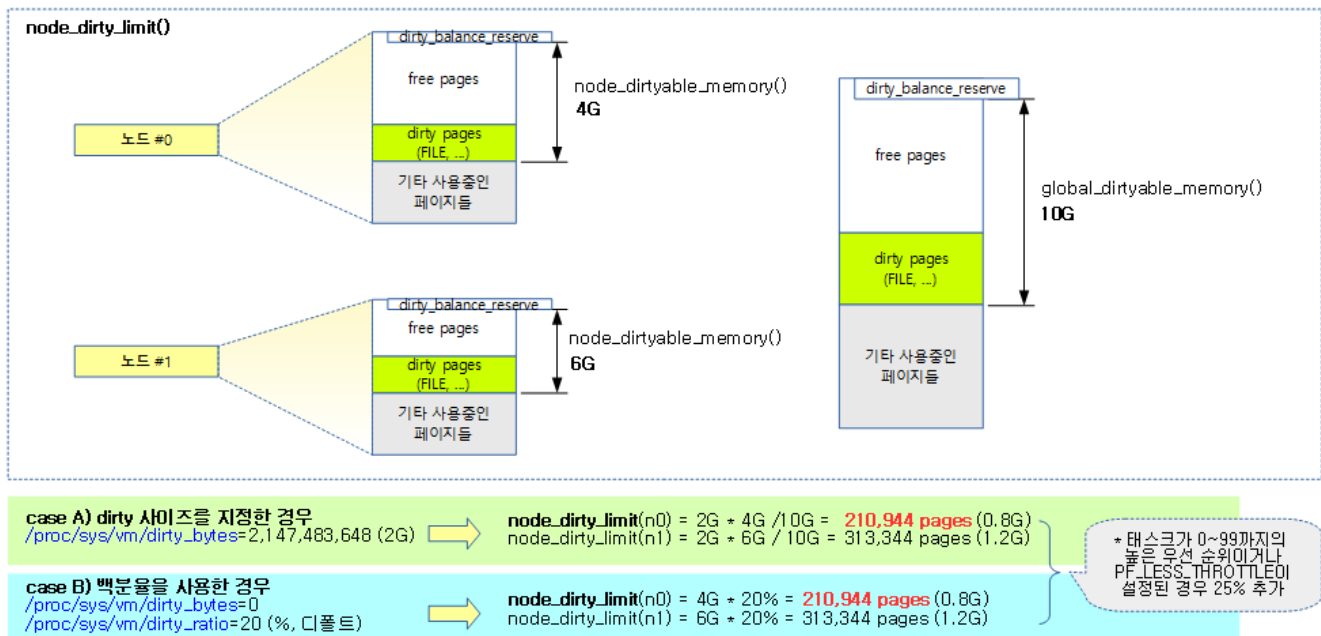 node_dirty_limit()
dirty_balance_reserve
free pages
node_dirtyable_memory()
4G
노드 #0
dirty pages
(FILE, ...)
기타 사용중인
페이지들
dirty_balance_reserve
free pages
global_dirtyable_memory()
10G
dirty pages
(FILE, ...)
기타 사용중인
페이지들
dirty_balance_reserve
free pages
node_dirtyable_memory()
6G
노드 #1
dirty pages
(FILE, ...)
기타 사용중인
페이지들
case A) dirty 사이즈를 지정한 경우
/proc/sys/vm/dirty_bytes=2,147,483,648 (2G)
node_dirty_limit(n0) = 2G * 4G /10G = 210,944 pages (0.8G)
node_dirty_limit(n1) = 2G * 6G / 10G = 313,344 pages (1.2G)
case B) 백분율을 사용한 경우
/proc/sys/vm/dirty_bytes=0
/proc/sys/vm/dirty_ratio=20 (%, 디폴트)
node_dirty_limit(n0) = 4G * 20% = 210,944 pages (0.8G)
node_dirty_limit(n1) = 6G * 20% = 313,344 pages (1.2G)
* 태스크가 0~99까지의
높은 우선 순위이거나
PF_LESS_THROTTLE이
설정된 경우 25% 추가